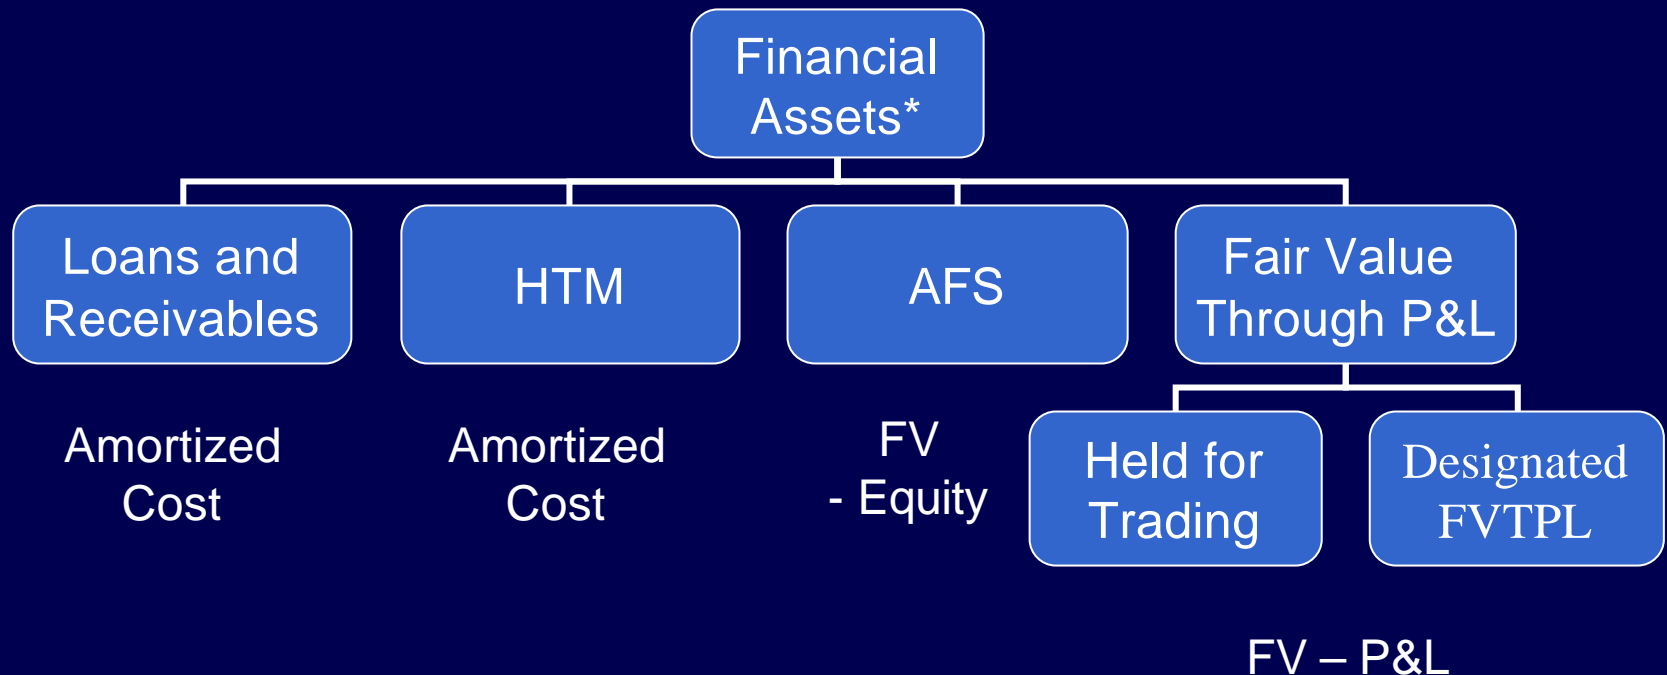 Financial
Assets*
Loans and
Receivables
HTM
AFS
Fair Value
Through P&L
Amortized
Cost
Amortized
Cost
FV
- Equity
Held for
Trading
Designated
FVTPL
FV – P&L